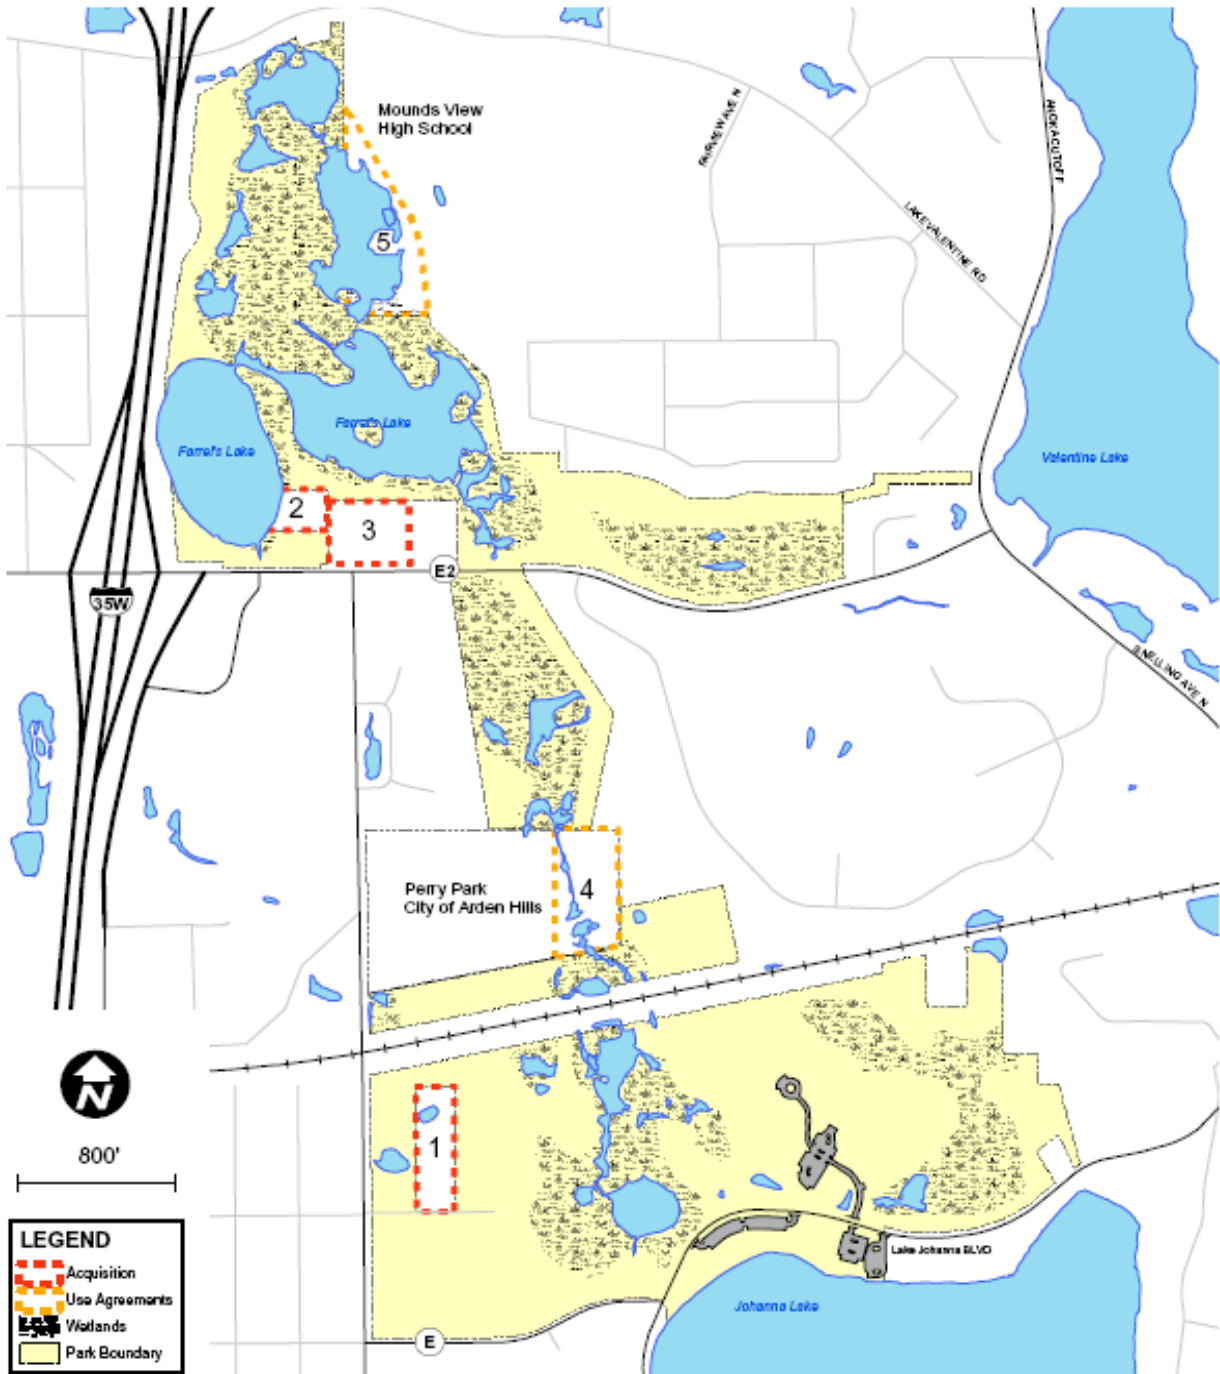 Mounds View
High School
FAIRVIEW AVE N
ANOKA CUTOFF
LAKE VALENTINE RD
5
Farrel's Lake
Farrel's Lake
Valentine Lake
2
3
E2
35W
SNELLING AVE N
Perry Park
City of Arden Hills
4
N
800'
1
LEGEND
Acquisition
Use Agreements
Wetlands
Park Boundary
Lake Johanna BLVD
Johanna Lake
E